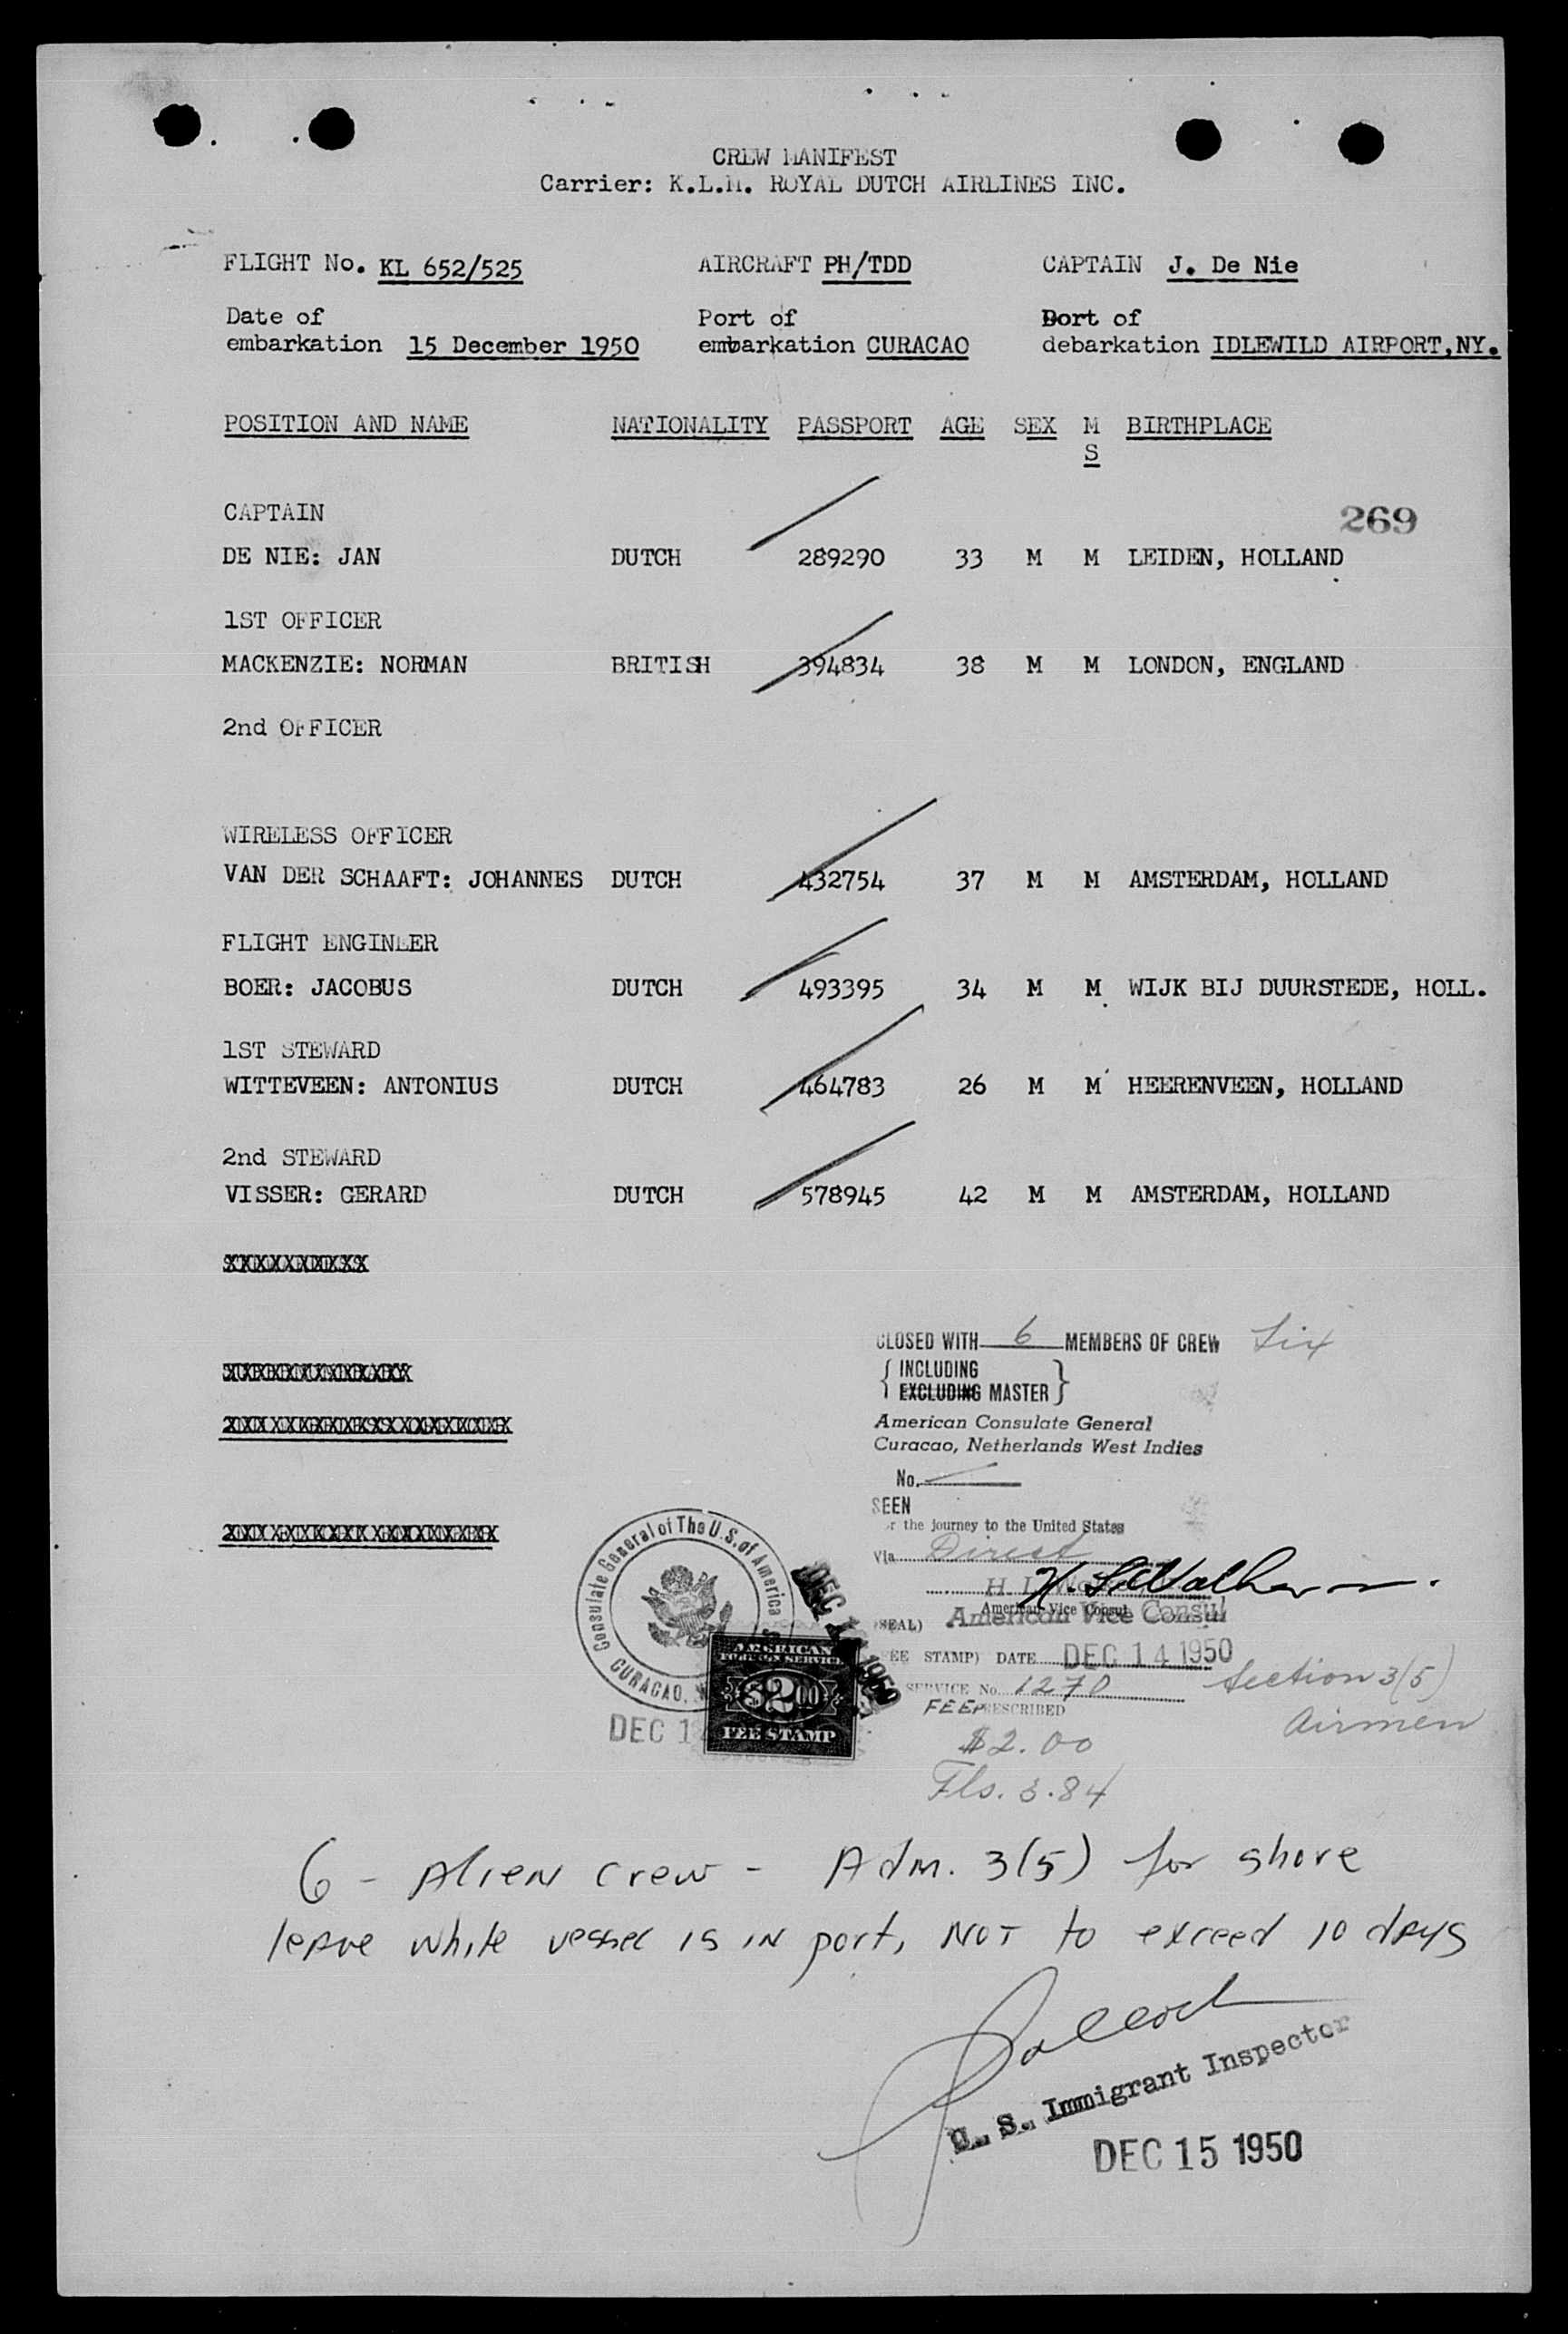 CREW MANIFEST
Carrier: K.L.M. ROYAL DUTCH AIRLINES INC.
FLIGHT No. KL 652/525 AIRCRAFT PH/TDD CAPTAIN J. De Nie
Date of Port of Port of
embarkation 15 December 1950 embarkation CURACAO debarkation IDLEWILD AIRPORT,NY.
POSITION AND NAME NATIONALITY PASSPORT AGE SEX M BIRTHPLACE
S
CAPTAIN 269
DE NIE: JAN DUTCH 289290 33 M M LEIDEN, HOLLAND
1ST OFFICER
MACKENZIE: NORMAN BRITISH 394834 38 M M LONDON, ENGLAND
2nd OFFICER
WIRELESS OFFICER
VAN DER SCHAAFT: JOHANNES DUTCH 432754 37 M M AMSTERDAM, HOLLAND
FLIGHT ENGINEER
BOER: JACOBUS DUTCH 493395 34 M M WIJK BIJ DUURSTEDE, HOLL.
1ST STEWARD
WITTEVEEN: ANTONIUS DUTCH 464783 26 M M HEERENVEEN, HOLLAND
2nd STEWARD
VISSER: GERARD DUTCH 578945 42 M M AMSTERDAM, HOLLAND
CLOSED WITH 6 MEMBERS OF CREW Six
INCLUDING
EXCLUDING MASTER
American Consulate General
Curacao, Netherlands West Indies
No.
SEEN
the journey to the United States
Via Direct
American Vice Consul
American Vice Consul
(SEAL)
Consulate General of The U.S. of America
CURACAO,
DEC 1
AMERICAN
FOREIGN SERVICE
$2.00
FEE STAMP
DEC 1 1950
STAMP) DATE DEC 14 1950
SERVICE No. 1270
Section 3(5)
Airmen
FEE PRESCRIBED
$2.00
Fls. 3.84
6 - Alien crew - Adm. 3(5) for shore
leave while vessel is in port, not to exceed 10 days
U. S. Immigrant Inspector
DEC 15 1950